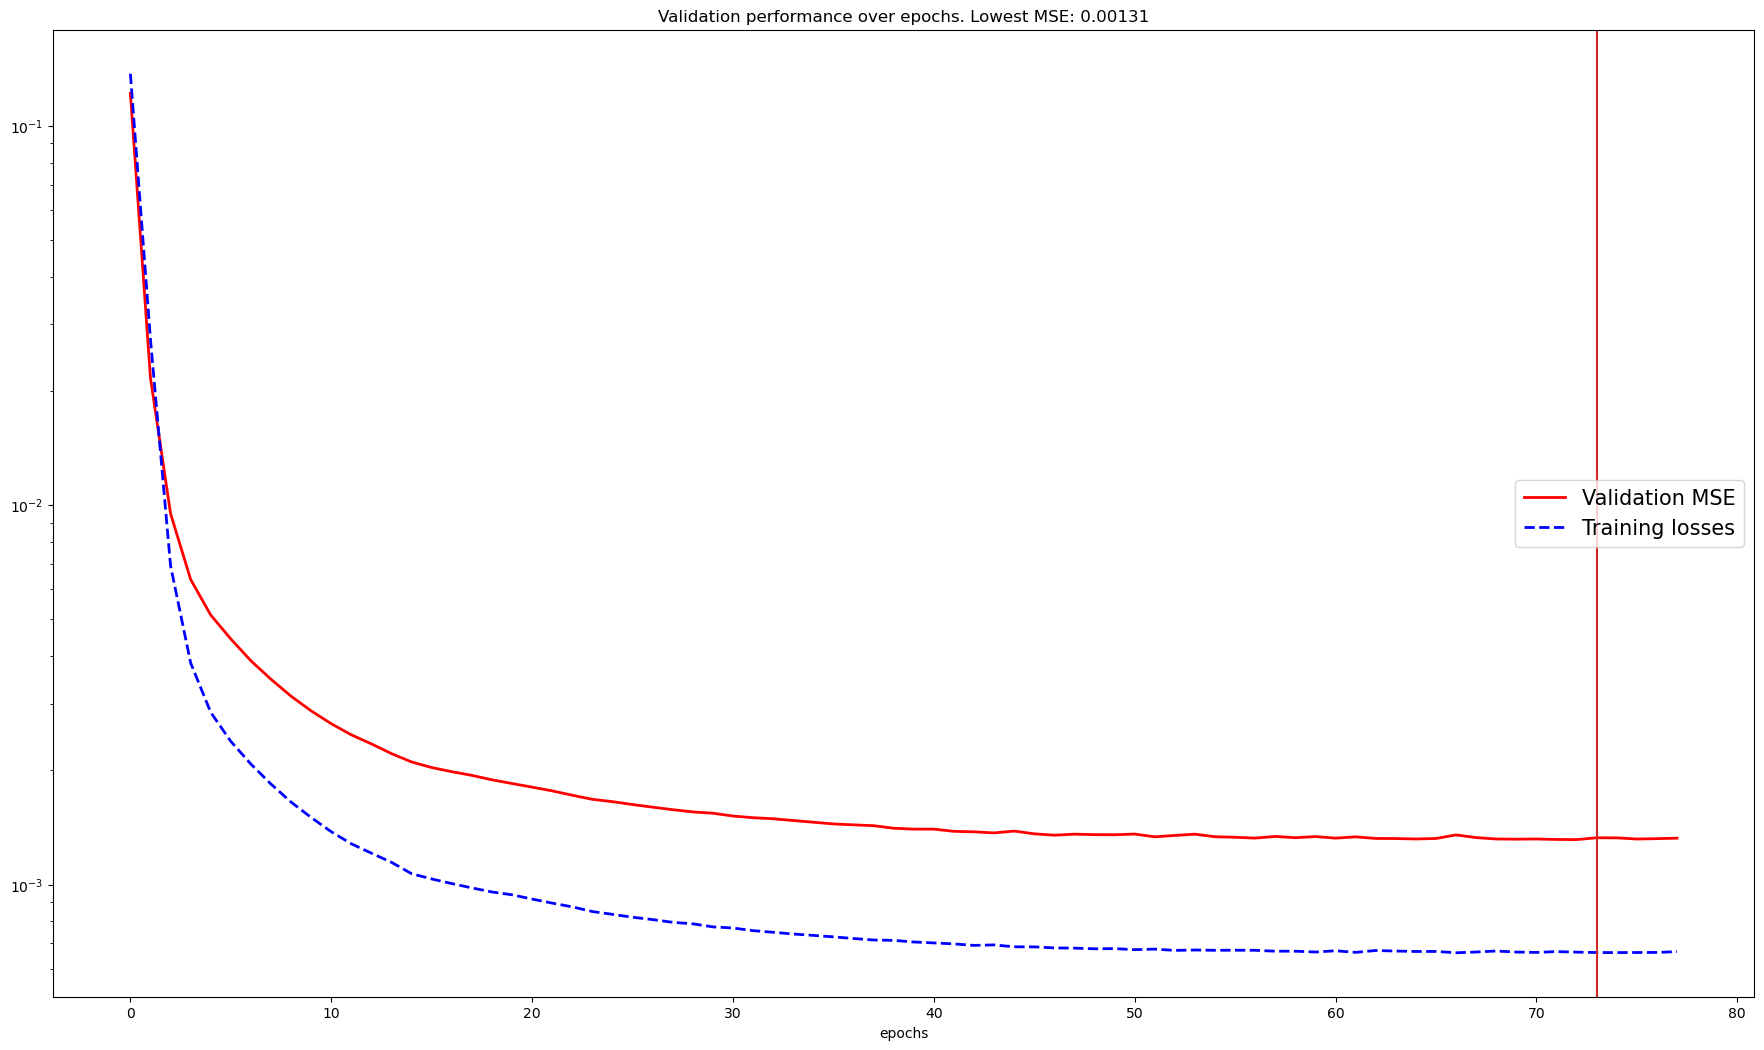 Validation performance over epochs. Lowest MSE: 0.00131
10⁻¹
10⁻²
10⁻³
Validation MSE
Training losses
0 10 20 30 40 50 60 70 80
epochs